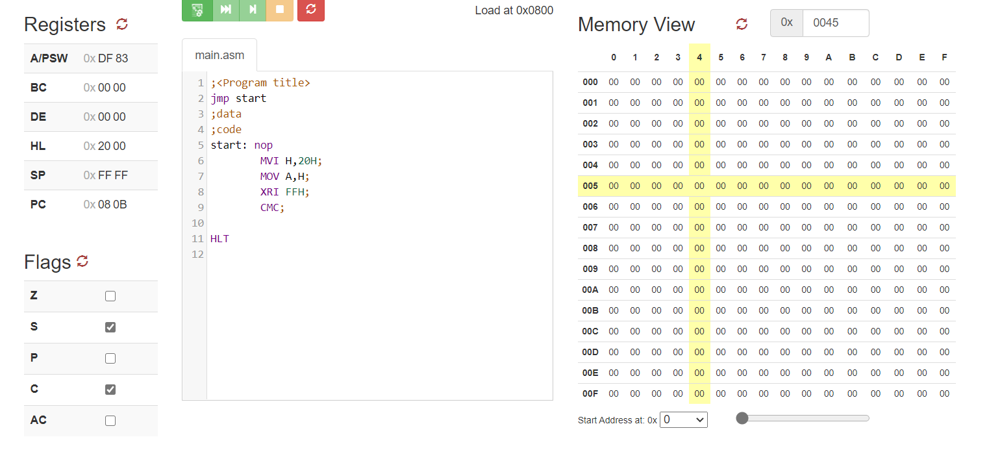 Registers
A/PSW 0x DF 83
BC 0x 00 00
DE 0x 00 00
HL 0x 20 00
SP 0x FF FF
PC 0x 08 0B
Flags
Z
S
P
C
AC
Load at 0x0800
main.asm
1 ;<Program title>
2 jmp start
3 ;data
4 ;code
5 start: nop
6 MVI H,20H;
7 MOV A,H;
8 XRI FFH;
9 CMC;
10
11 HLT
12
Memory View 0x 0045
0 1 2 3 4 5 6 7 8 9 A B C D E F
000 00 00 00 00 00 00 00 00 00 00 00 00 00 00 00 00
001 00 00 00 00 00 00 00 00 00 00 00 00 00 00 00 00
002 00 00 00 00 00 00 00 00 00 00 00 00 00 00 00 00
003 00 00 00 00 00 00 00 00 00 00 00 00 00 00 00 00
004 00 00 00 00 00 00 00 00 00 00 00 00 00 00 00 00
005 00 00 00 00 00 00 00 00 00 00 00 00 00 00 00 00
006 00 00 00 00 00 00 00 00 00 00 00 00 00 00 00 00
007 00 00 00 00 00 00 00 00 00 00 00 00 00 00 00 00
008 00 00 00 00 00 00 00 00 00 00 00 00 00 00 00 00
009 00 00 00 00 00 00 00 00 00 00 00 00 00 00 00 00
00A 00 00 00 00 00 00 00 00 00 00 00 00 00 00 00 00
00B 00 00 00 00 00 00 00 00 00 00 00 00 00 00 00 00
00C 00 00 00 00 00 00 00 00 00 00 00 00 00 00 00 00
00D 00 00 00 00 00 00 00 00 00 00 00 00 00 00 00 00
00E 00 00 00 00 00 00 00 00 00 00 00 00 00 00 00 00
00F 00 00 00 00 00 00 00 00 00 00 00 00 00 00 00 00
Start Address at: 0x 0